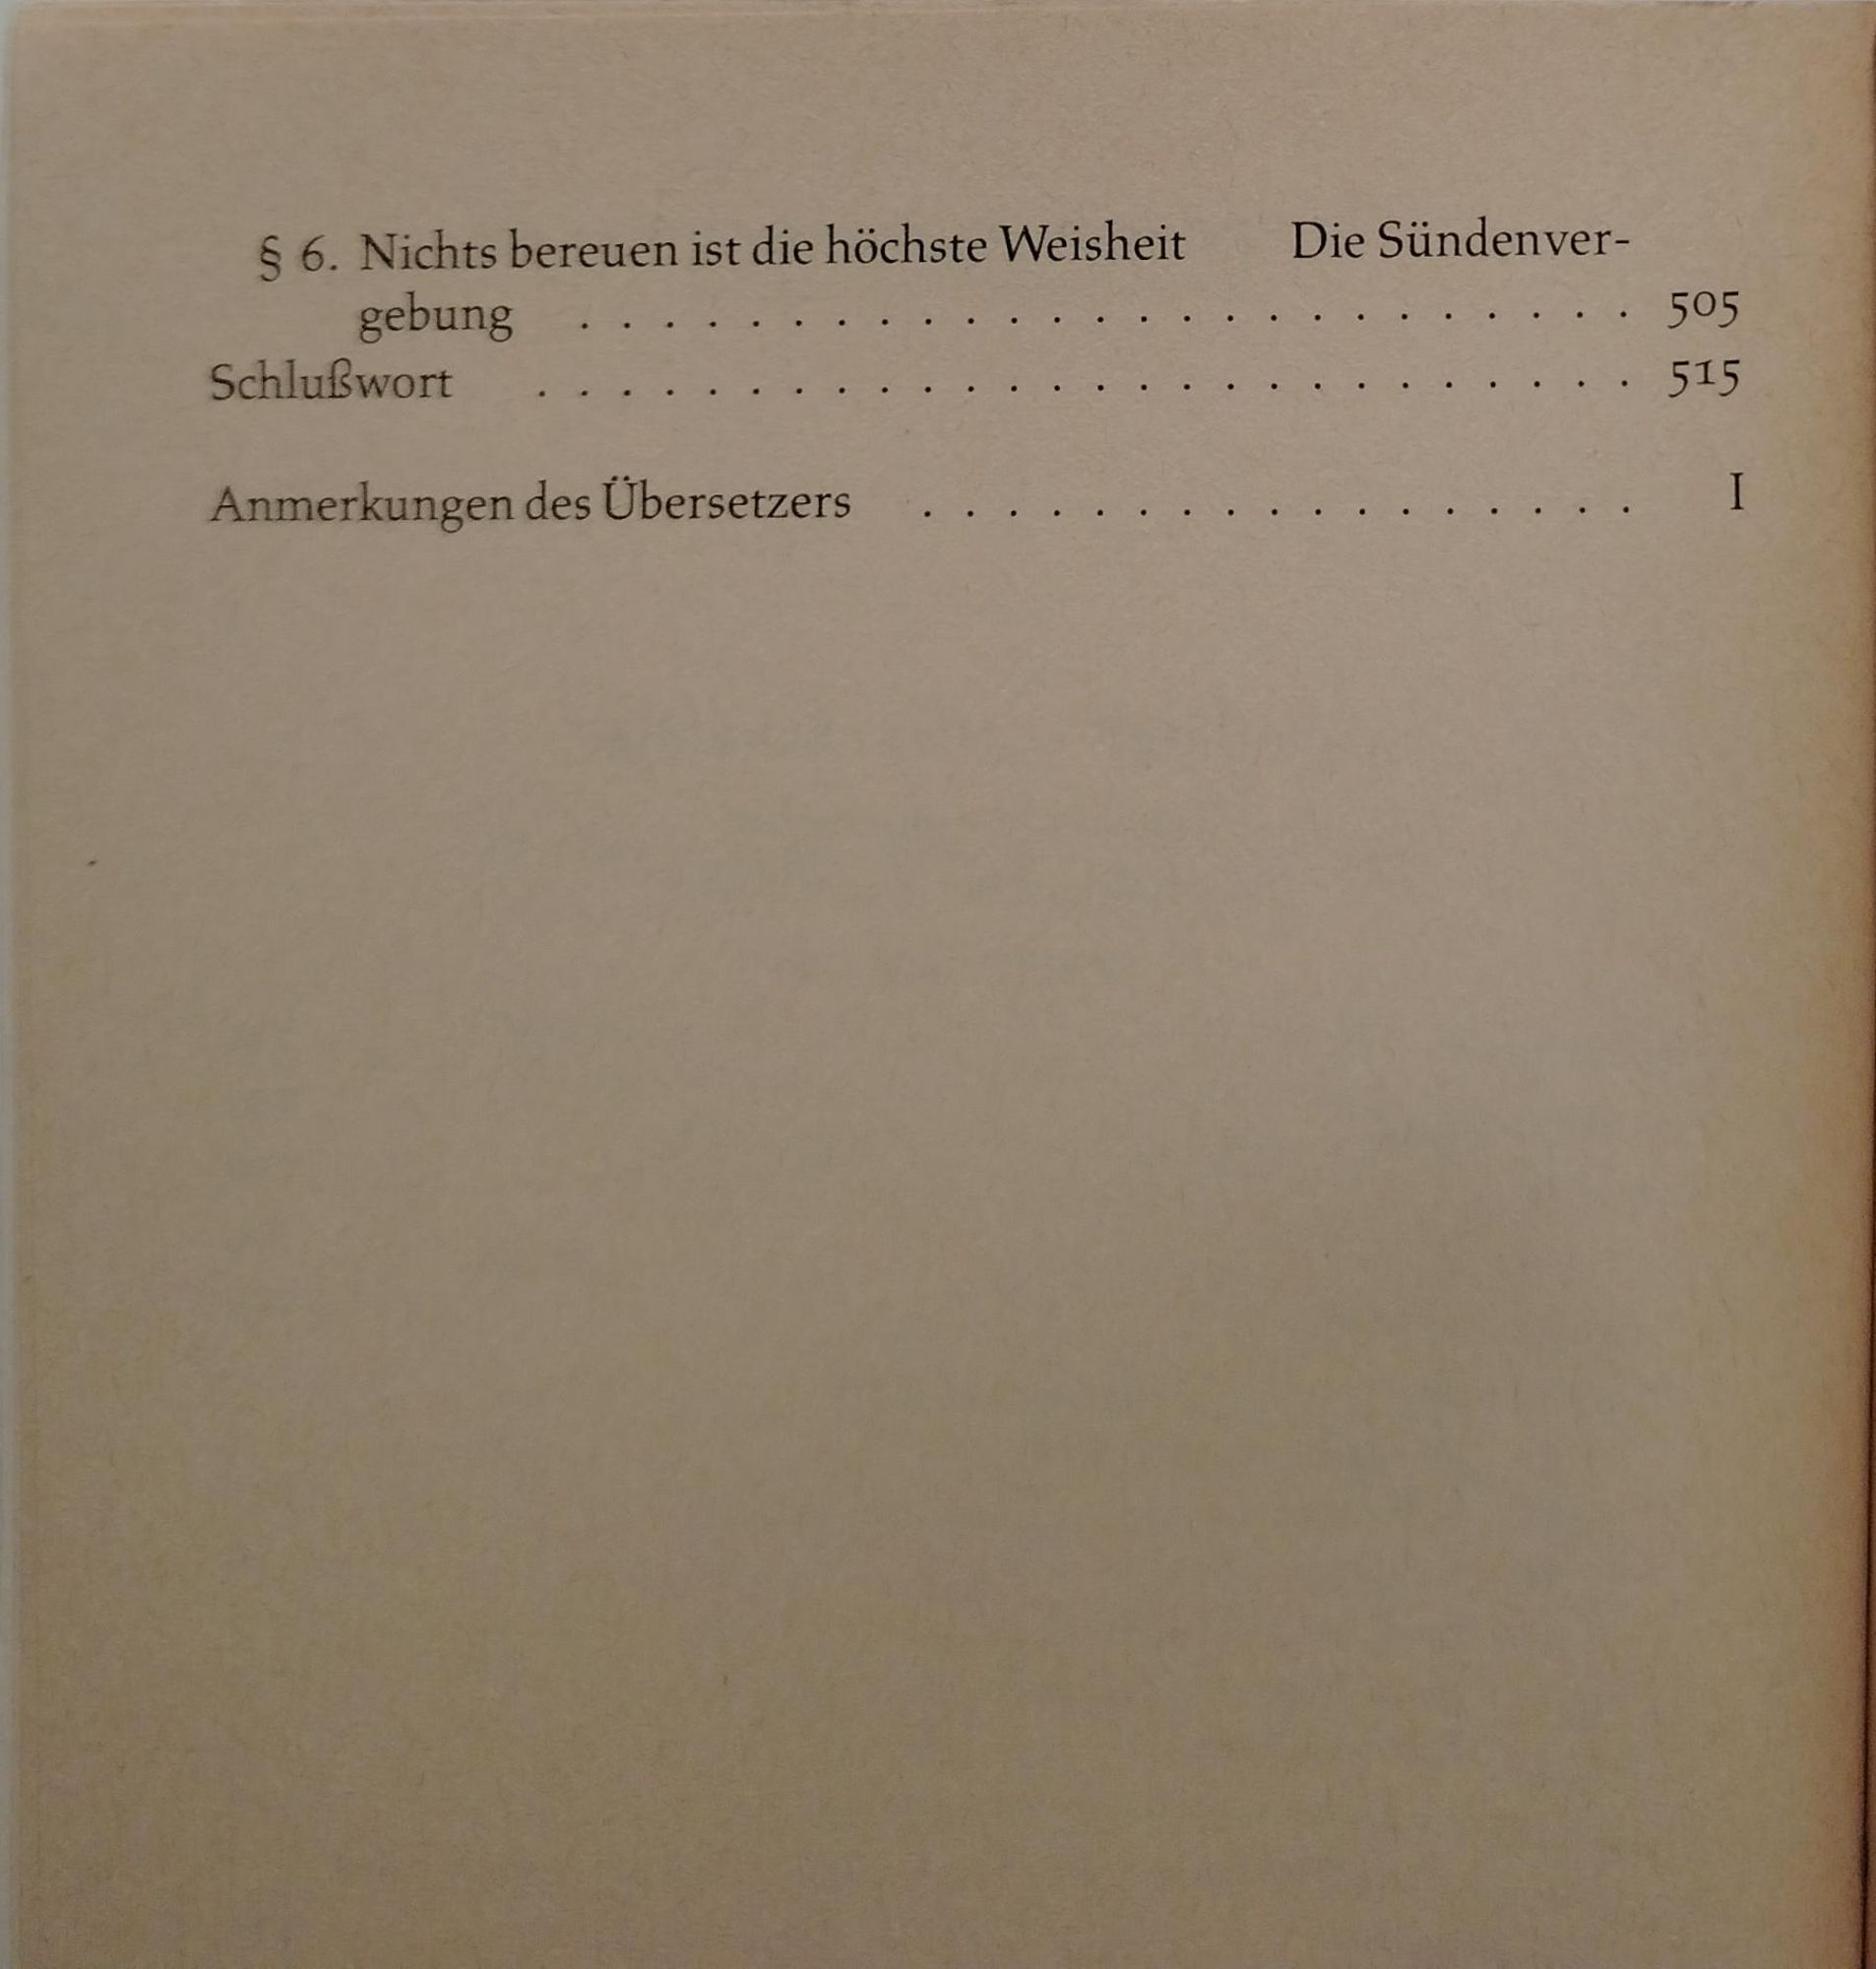 § 6. Nichts bereuen ist die höchste Weisheit Die Sündenver-
gebung . . . . . . . . . . . . . . . . . . . . . . . . . 505
Schlußwort . . . . . . . . . . . . . . . . . . . . . . . . . . 515
Anmerkungen des Übersetzers . . . . . . . . . . . . . . . . . I